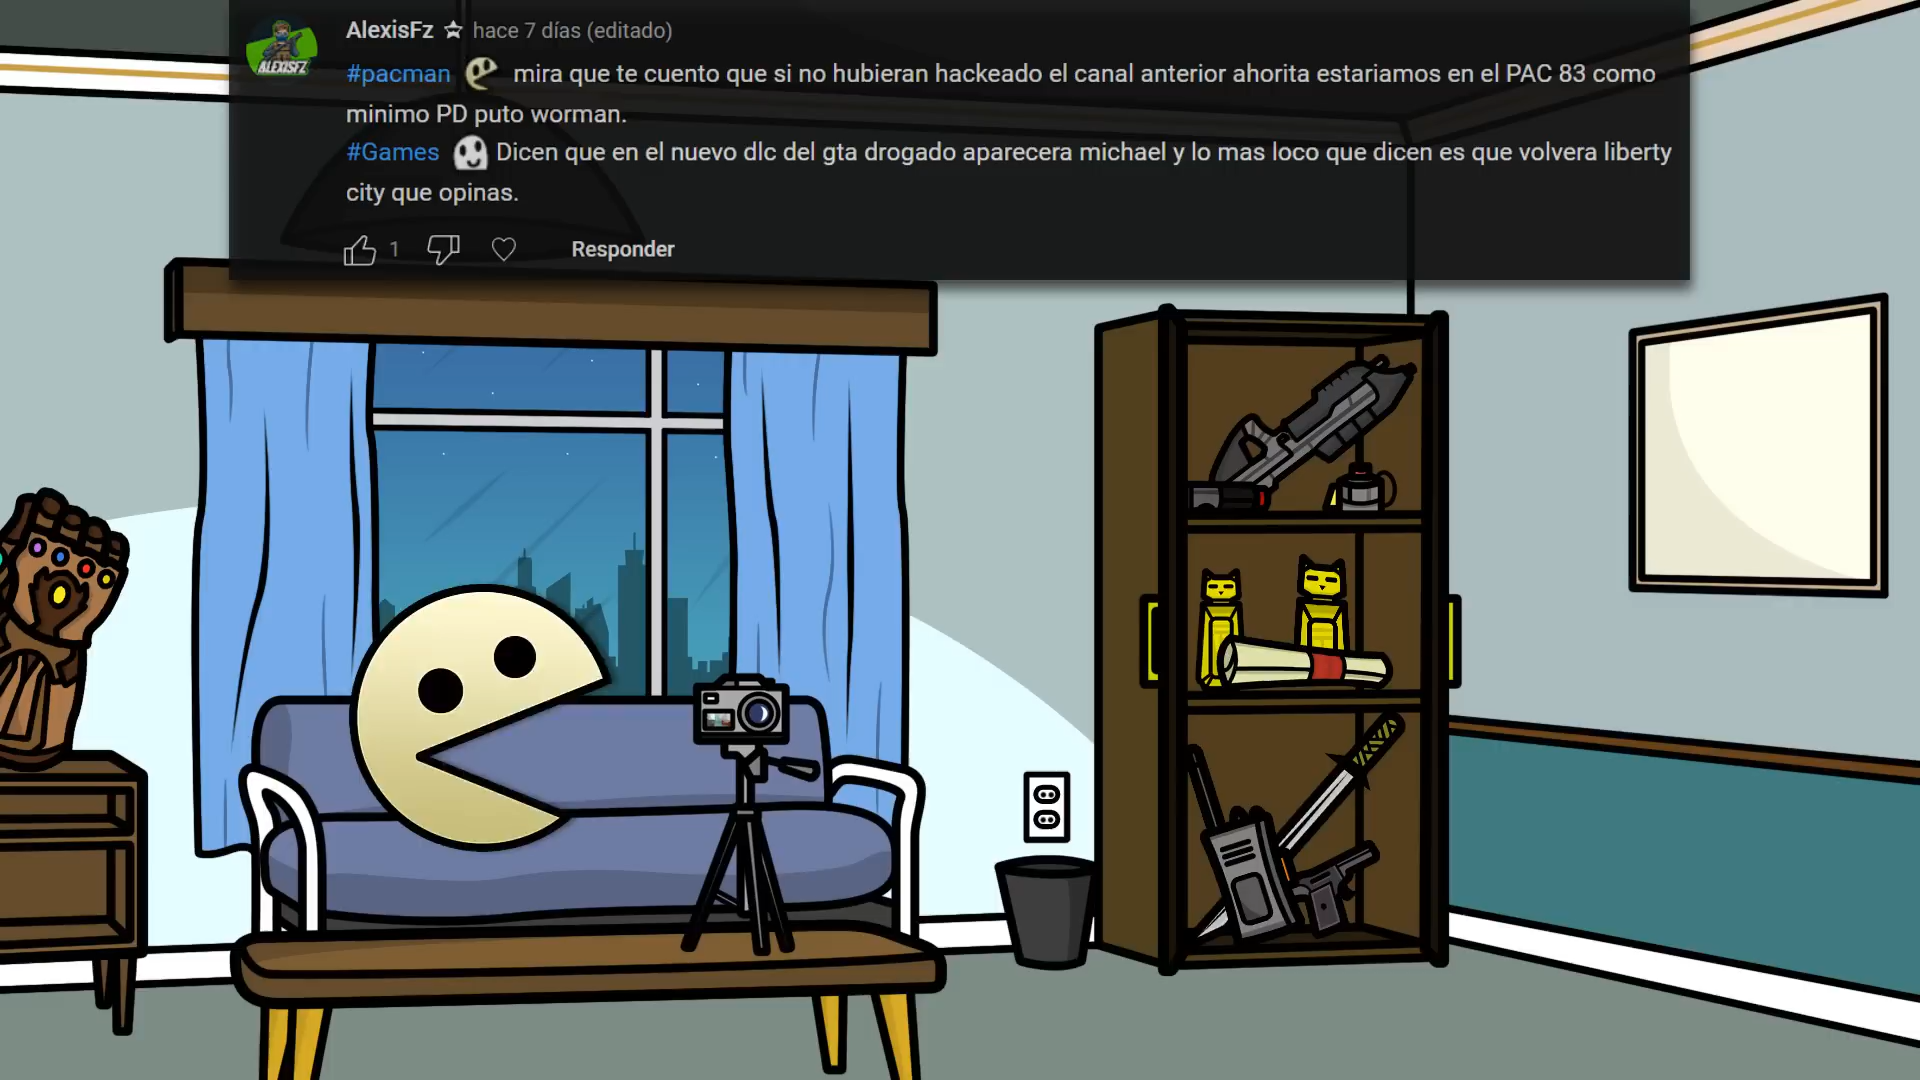 AlexisFz hace 7 días (editado)
ALEXISFZ
#pacman mira que te cuento que si no hubieran hackeado el canal anterior ahorita estariamos en el PAC 83 como
minimo PD puto worman.
#Games Dicen que en el nuevo dlc del gta drogado aparecera michael y lo mas loco que dicen es que volvera liberty
city que opinas.
1 Responder